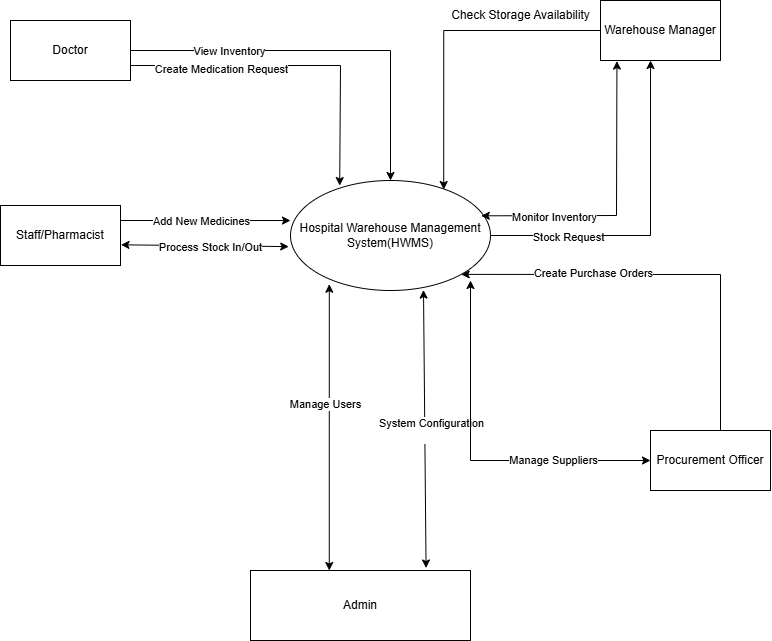 Check Storage Availability
Warehouse Manager
Doctor
View Inventory
Create Medication Request
Staff/Pharmacist
Add New Medicines
Process Stock In/Out
Hospital Warehouse Management
System(HWMS)
Monitor Inventory
Stock Request
Create Purchase Orders
Manage Users
System Configuration
Manage Suppliers
Procurement Officer
Admin